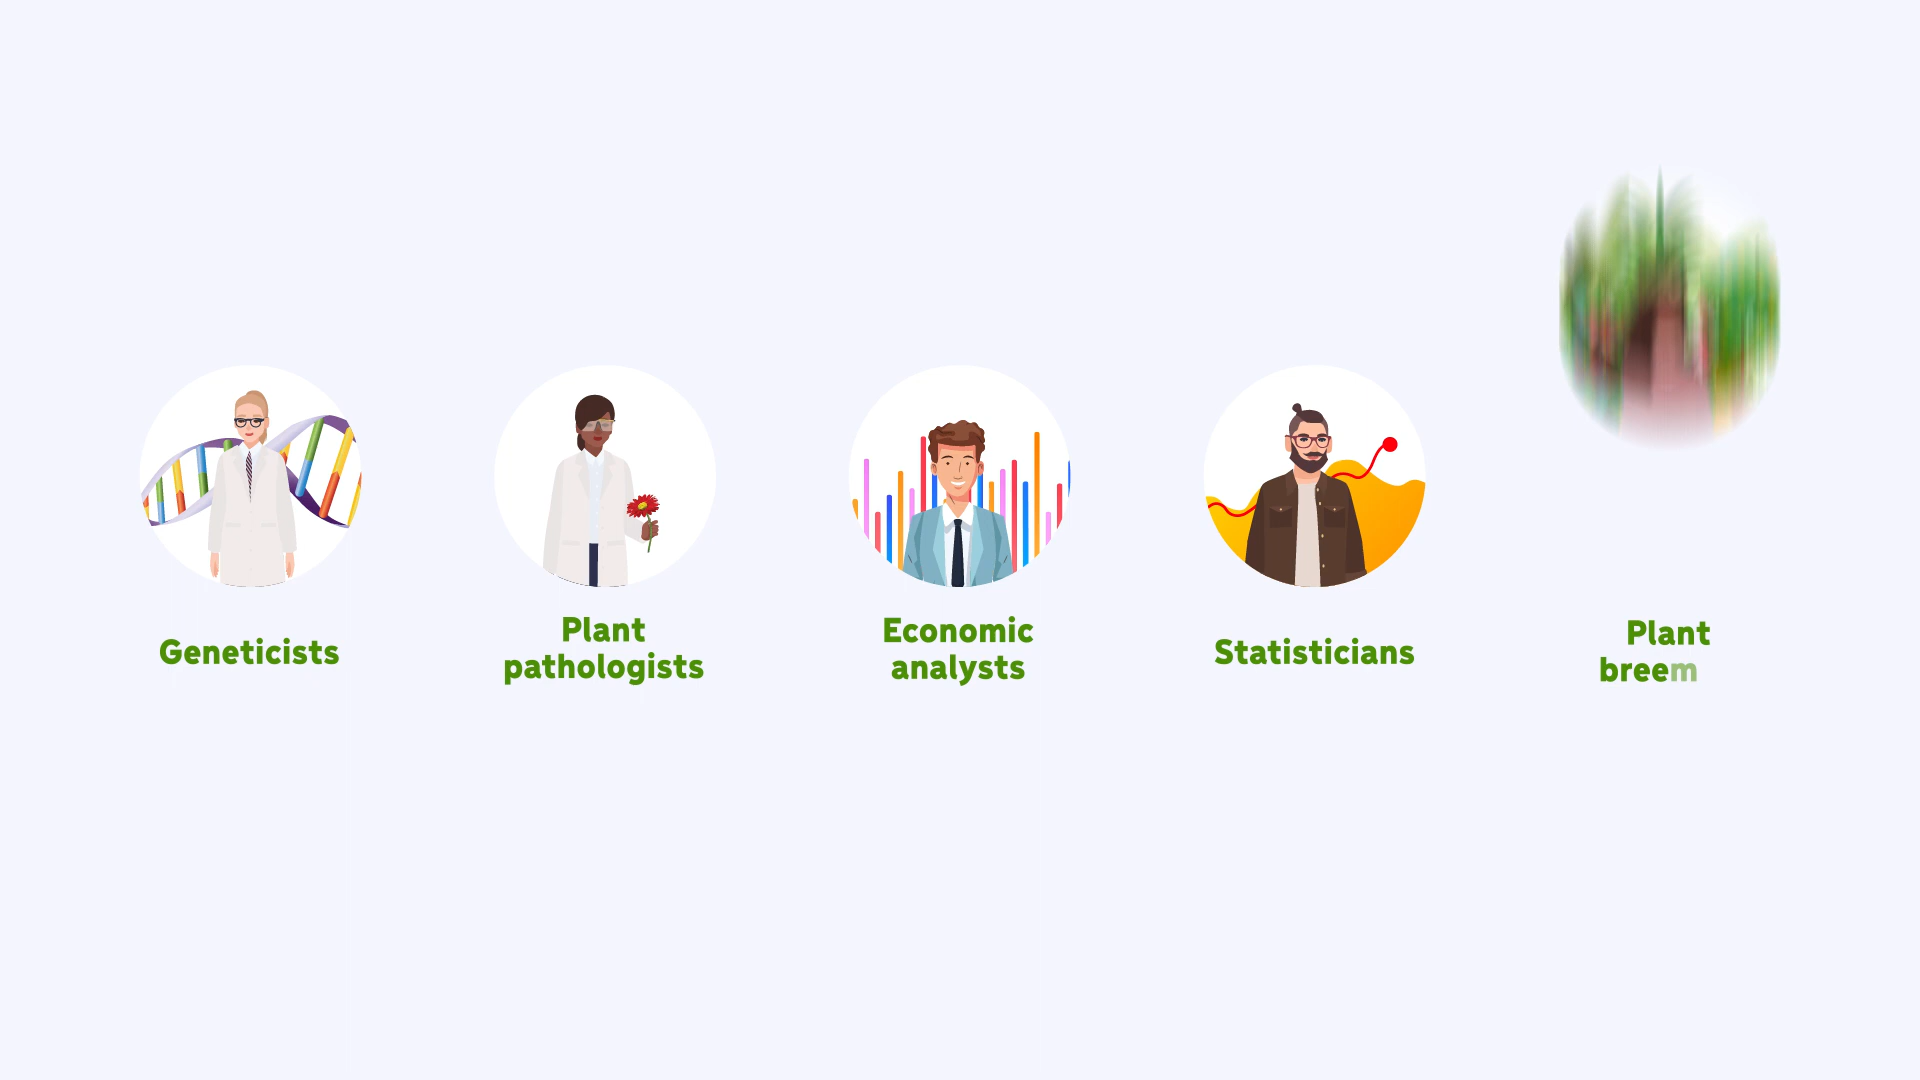 Geneticists
Plant
pathologists
Economic
analysts
Statisticians
Plant
breem